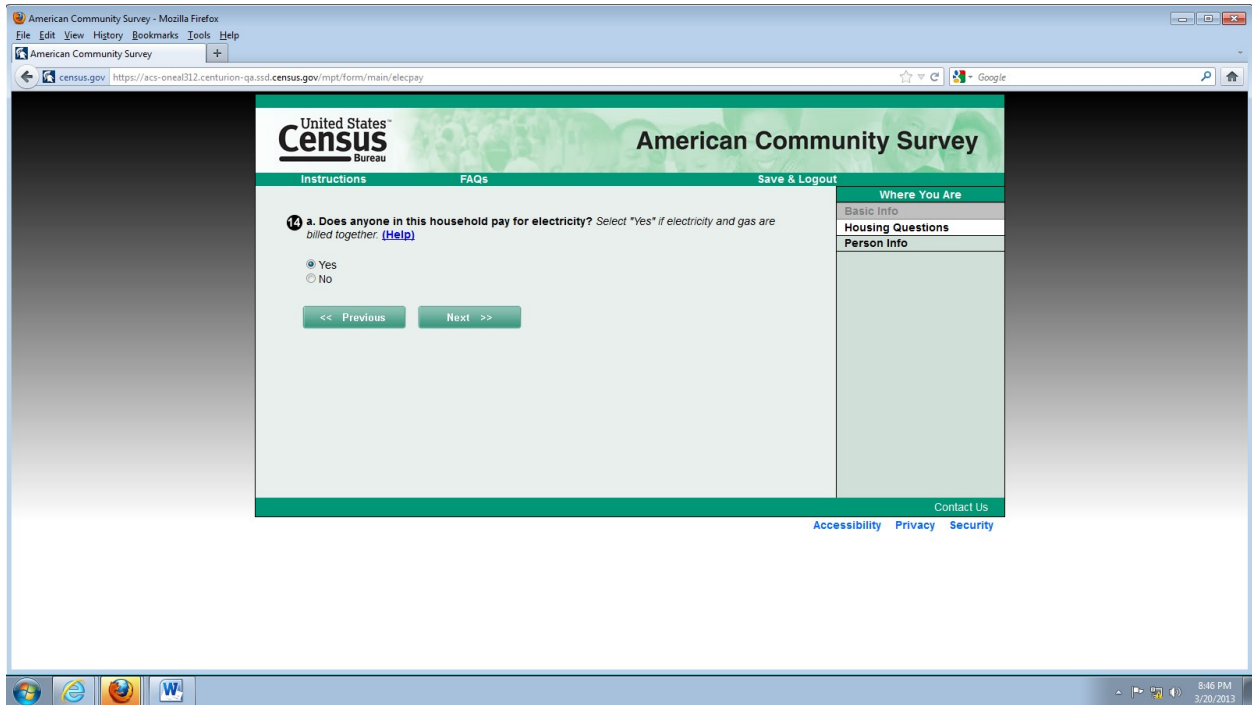 American Community Survey - Mozilla Firefox
File Edit View History Bookmarks Tools Help
American Community Survey +
census.gov https://acs-oneal312.centurion-qa.ssd.census.gov/mpt/form/main/elecpay Google
United States™
Census
Bureau
American Community Survey
Instructions FAQs Save & Logout
Where You Are
Basic Info
Housing Questions
Person Info
14 a. Does anyone in this household pay for electricity? Select "Yes" if electricity and gas are
billed together. (Help)
Yes
No
<< Previous Next >>
Contact Us
Accessibility Privacy Security
W
8:46 PM
3/20/2013